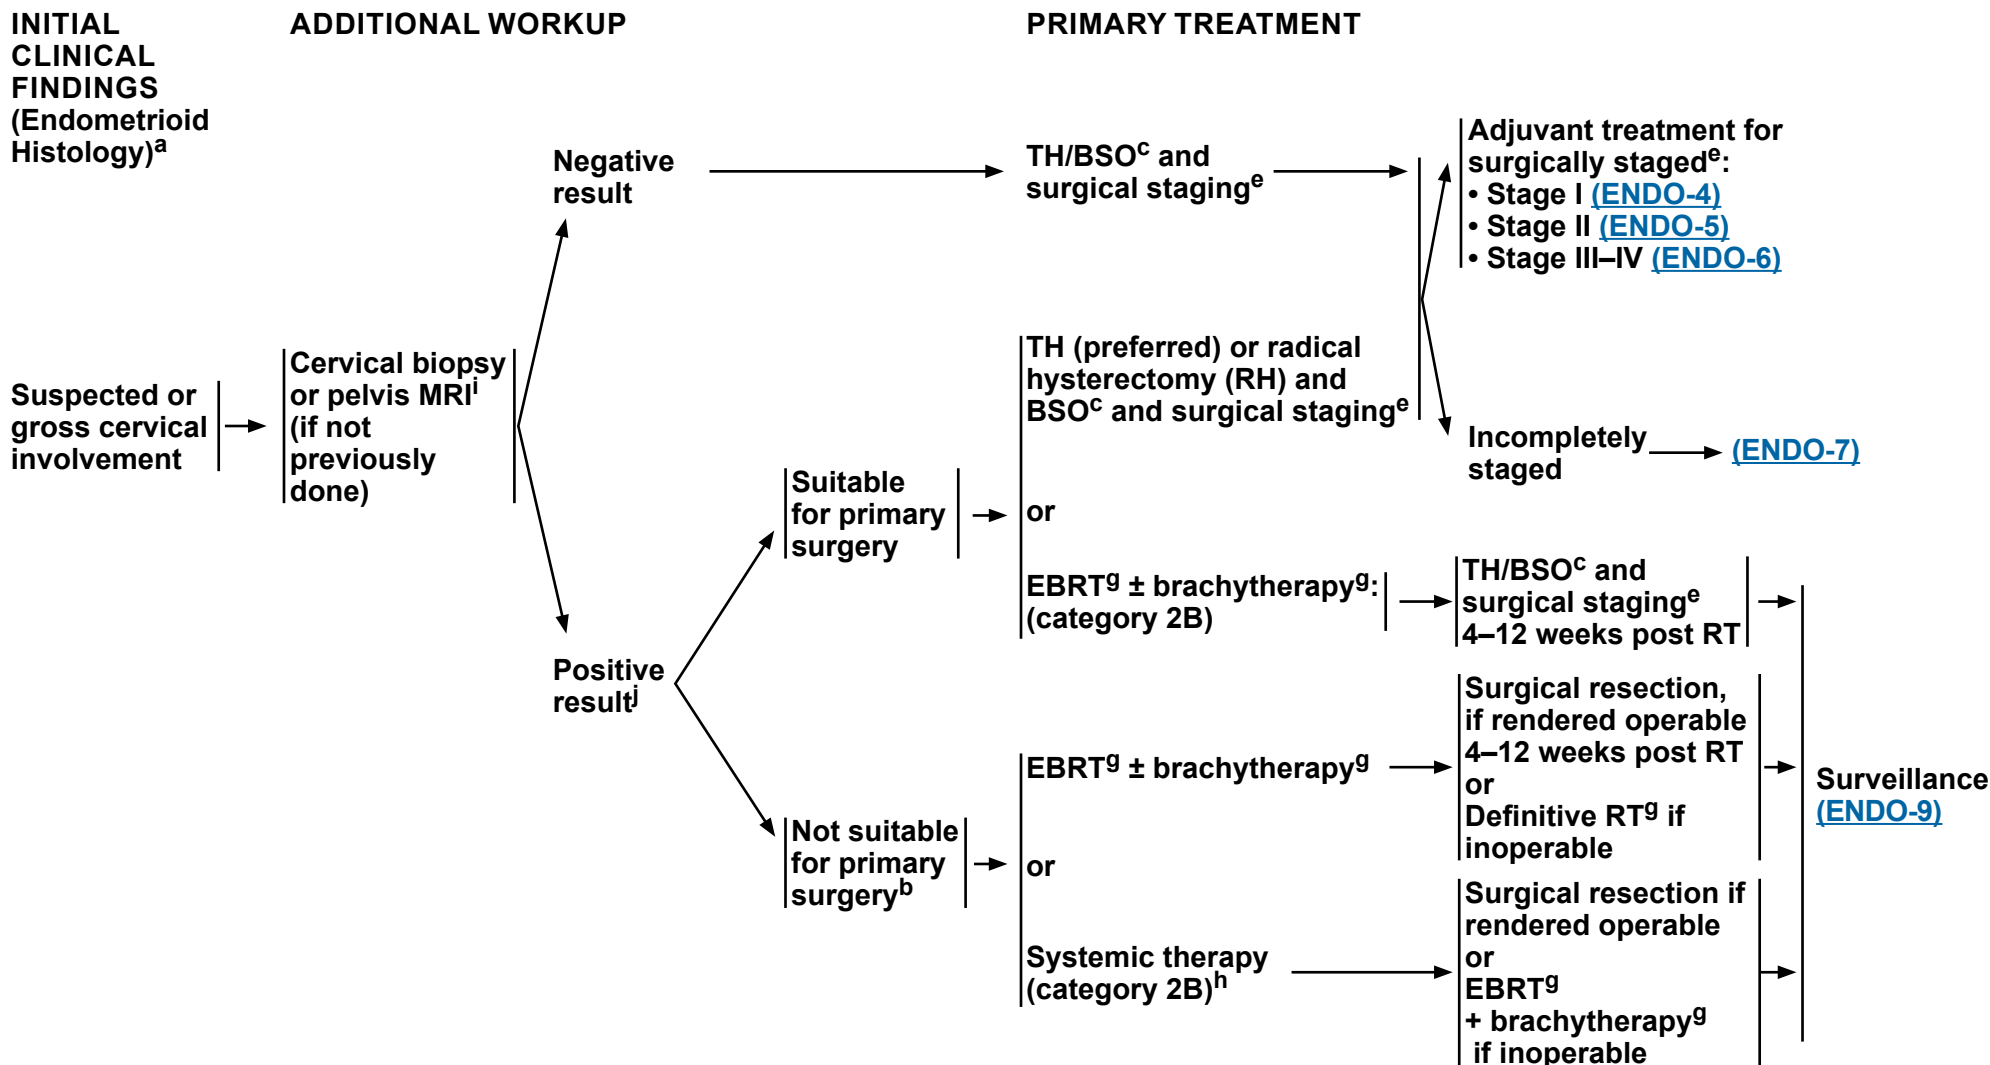 INITIAL
CLINICAL
FINDINGS
(Endometrioid
Histology)a
ADDITIONAL WORKUP
PRIMARY TREATMENT
Suspected or
gross cervical
involvement
Cervical biopsy
or pelvis MRIi
(if not
previously
done)
Negative
result
TH/BSOc and
surgical staginge
Adjuvant treatment for
surgically stagede:
• Stage I (ENDO-4)
• Stage II (ENDO-5)
• Stage III–IV (ENDO-6)
Incompletely
staged
(ENDO-7)
Positive
resultj
Suitable
for primary
surgery
TH (preferred) or radical
hysterectomy (RH) and
BSOc and surgical staginge
or
EBRTg ± brachytherapyg:
(category 2B)
TH/BSOc and
surgical staginge
4–12 weeks post RT
Not suitable
for primary
surgeryb
EBRTg ± brachytherapyg
or
Systemic therapy
(category 2B)h
Surgical resection,
if rendered operable
4–12 weeks post RT
or
Definitive RTg if
inoperable
Surgical resection if
rendered operable
or
EBRTg
+ brachytherapyg
if inoperable
Surveillance
(ENDO-9)